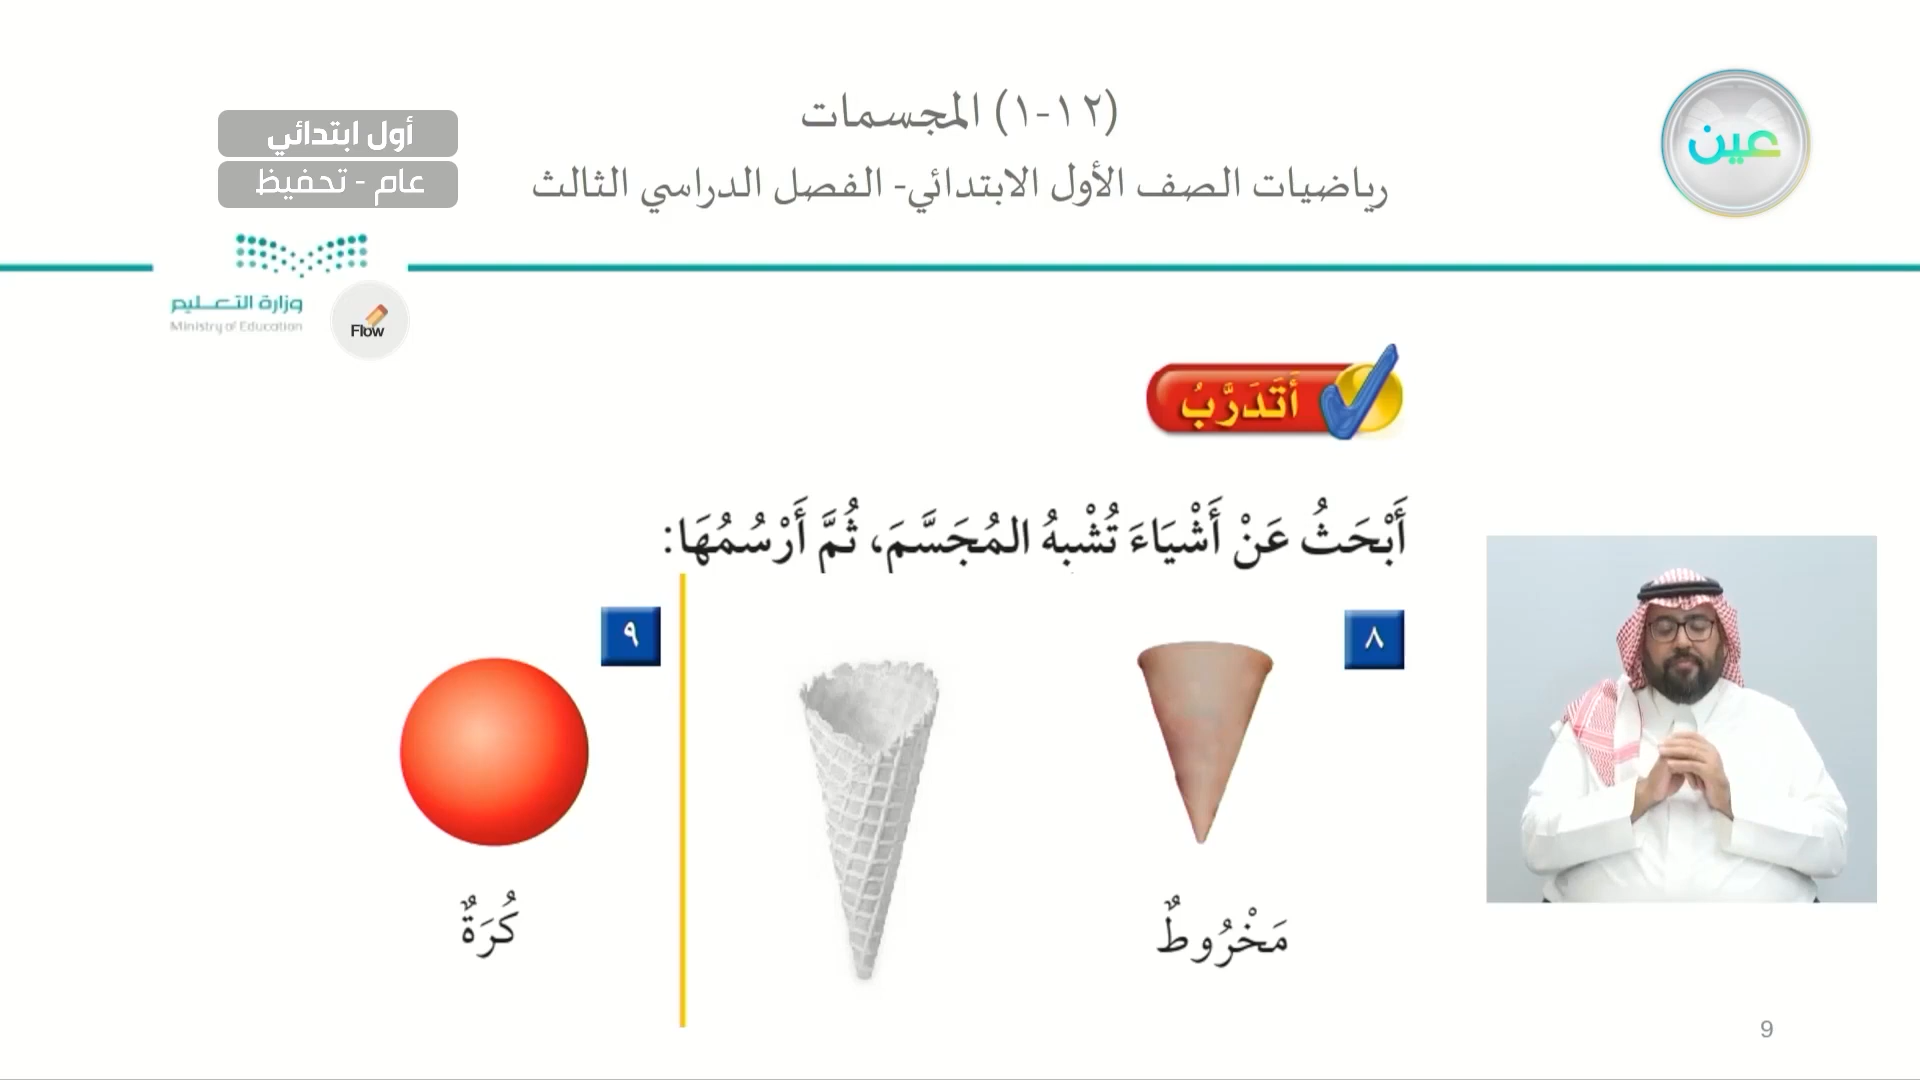 (١٢-١) المجسمات
رياضيات الصف الأول الابتدائي- الفصل الدراسي الثالث
أول ابتدائي
عام - تحفيظ
عين
وزارة التعليم
Ministry of Education
Flow
أَتَدَرَّبُ
أَبْحَثُ عَنْ أَشْيَاءَ تُشْبِهُ المُجَسَّمَ، ثُمَّ أَرْسُمُهَا:
٨
مَخْرُوطٌ
٩
كُرَةٌ
9